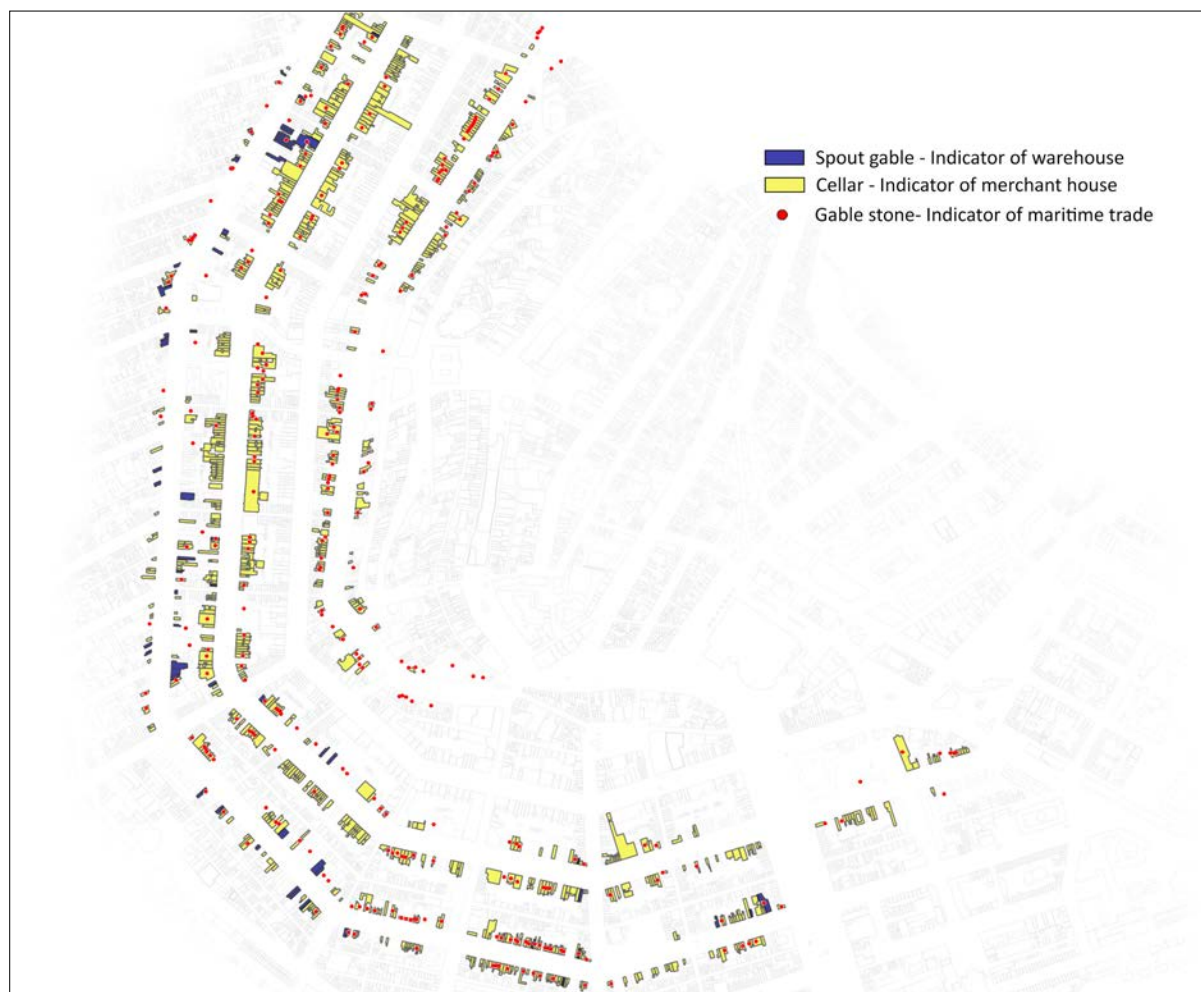 Spout gable - Indicator of warehouse
Cellar - Indicator of merchant house
Gable stone- Indicator of maritime trade